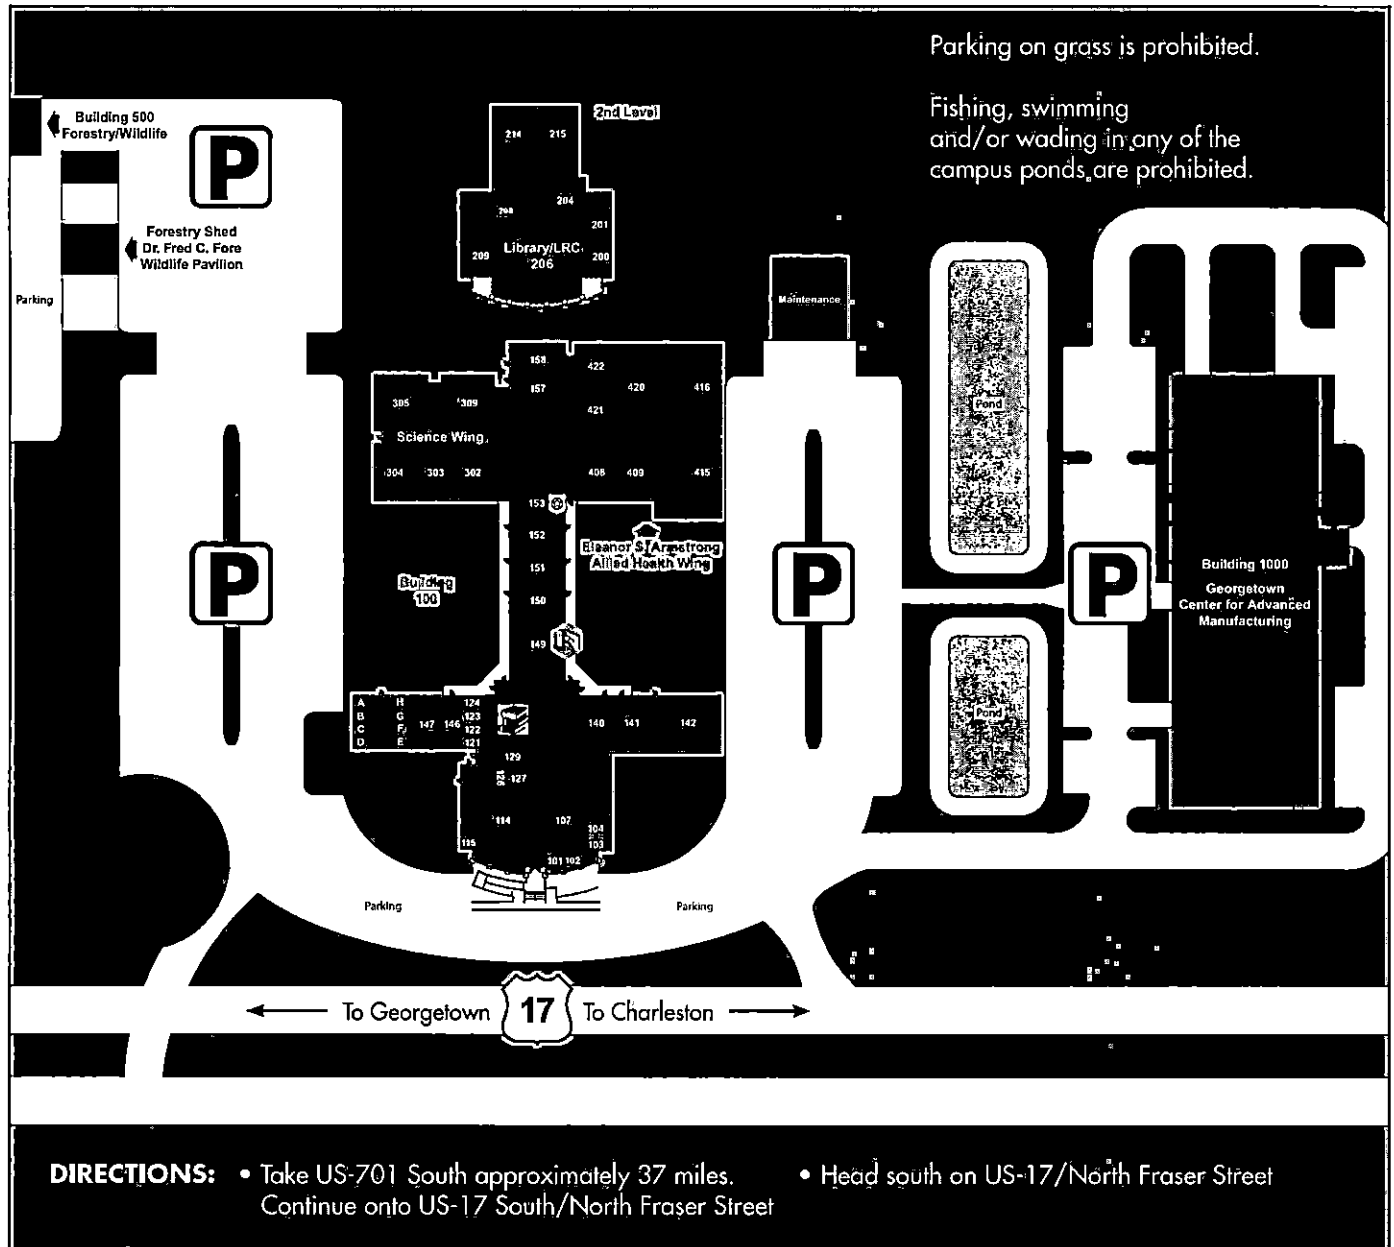 Parking on grass is prohibited.
Fishing, swimming
and/or wading in any of the
campus ponds are prohibited.
Building 500
Forestry/Wildlife
P
Forestry Shed
Dr. Fred C. Fore
Wildlife Pavilion
Parking
2nd Level
214 215
208 204
201
Library/LRC
209 206 200
Maintenance
158 422
157 420 416
305 309 421
Science Wing
304 303 302 408 409 415
153
152
Eleanor S. Armstrong
Allied Health Wing
151
Building
100
150
149
P
P
P
Pond
Pond
Building 1000
Georgetown
Center for Advanced
Manufacturing
A H 124
B G 147 146 123 140 141 142
C F 122
D E 121
129
126 127
114 107 104
115 103
101 102
Parking
Parking
To Georgetown 17 To Charleston
DIRECTIONS: • Take US-701 South approximately 37 miles.
Continue onto US-17 South/North Fraser Street
• Head south on US-17/North Fraser Street